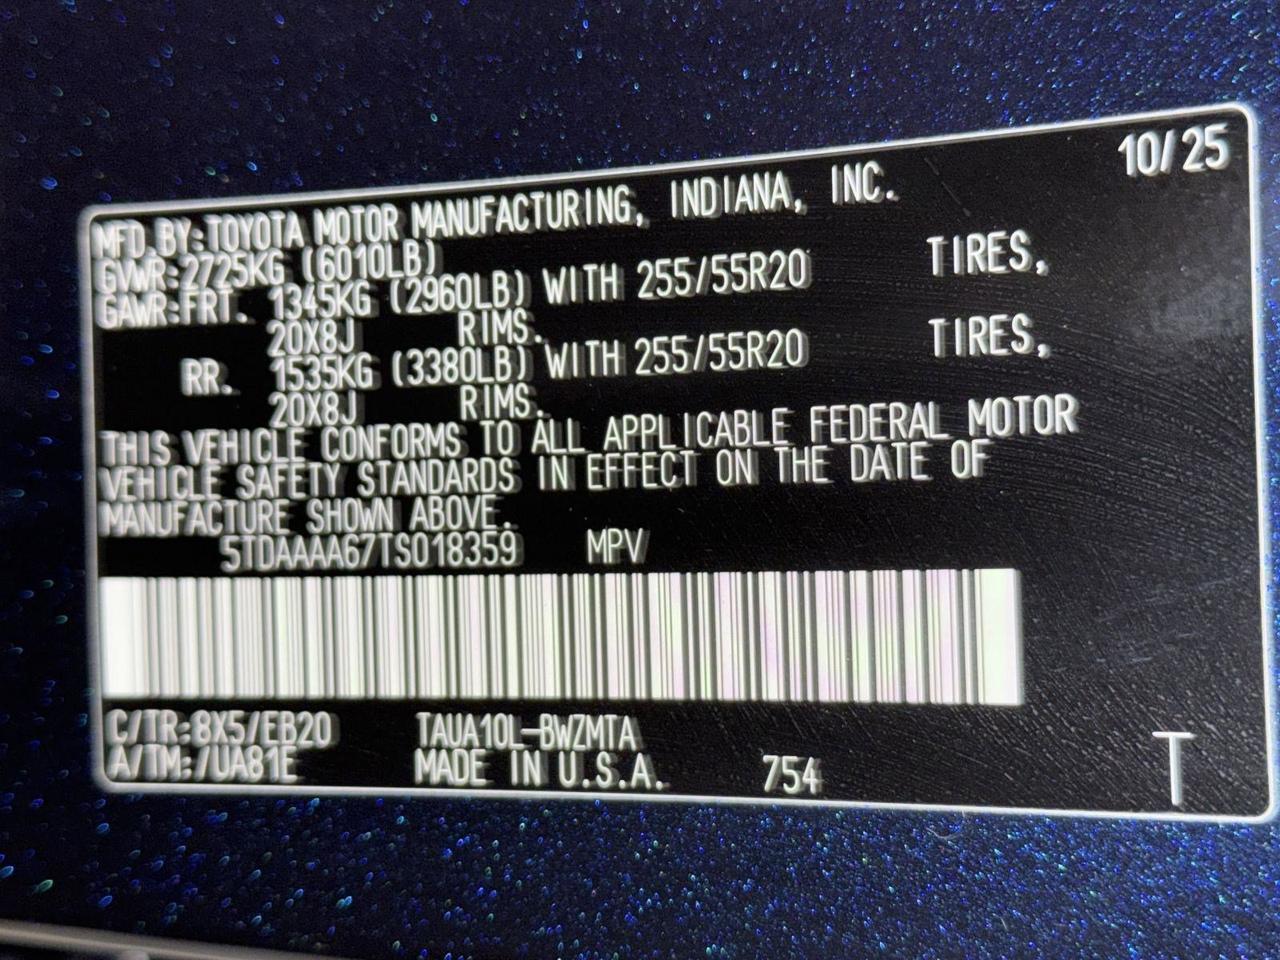 10/25
MFD.BY:TOYOTA MOTOR MANUFACTURING, INDIANA, INC.
GVWR:2725KG (6010LB)
GAWR:FRT. 1345KG (2960LB) WITH 255/55R20 TIRES,
20X8J RIMS.
RR. 1535KG (3380LB) WITH 255/55R20 TIRES,
20X8J RIMS.
THIS VEHICLE CONFORMS TO ALL APPLICABLE FEDERAL MOTOR
VEHICLE SAFETY STANDARDS IN EFFECT ON THE DATE OF
MANUFACTURE SHOWN ABOVE.
5TDAAAA67TS018359 MPV
C/TR:8X5/EB20 TAUA10L-BWZMTA
A/TM:/UA81E MADE IN U.S.A. 754
T